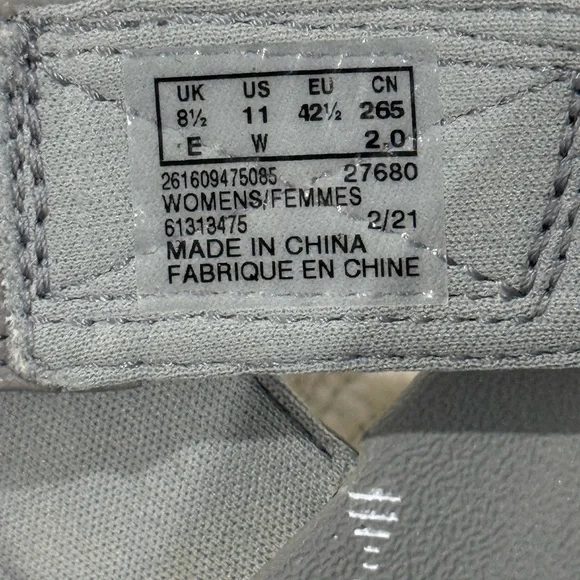 UK US EU CN
8½ 11 42½ 265
E W 2.0
261609475085 27680
WOMENS/FEMMES
61313475 2/21
MADE IN CHINA
FABRIQUE EN CHINE